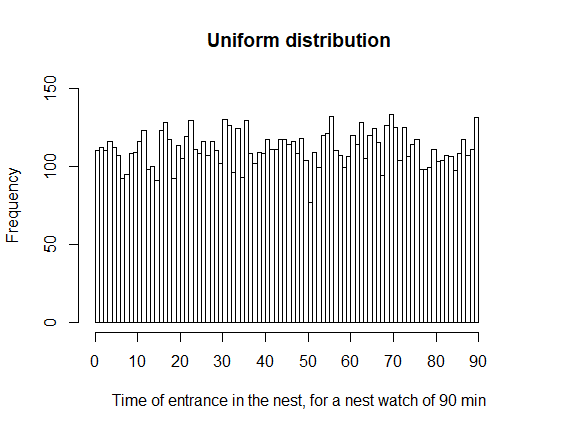 Uniform distribution
150
100
50
0
Frequency
0 10 20 30 40 50 60 70 80 90
Time of entrance in the nest, for a nest watch of 90 min